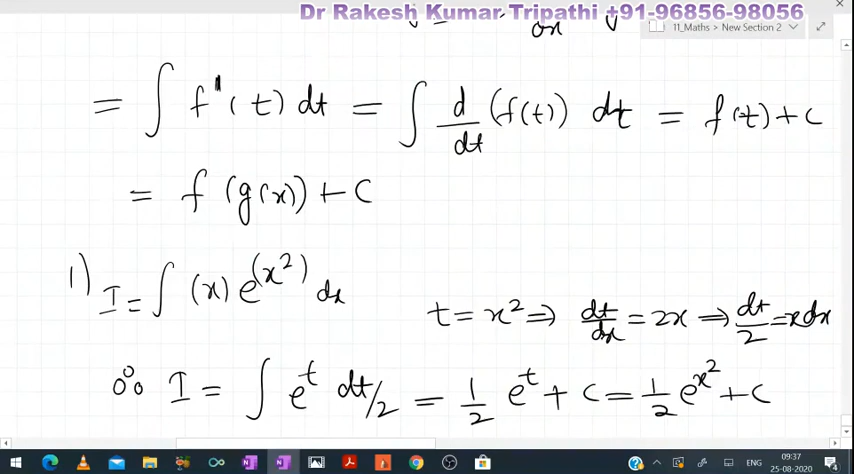 Dr Rakesh Kumar Tripathi +91-96856-98056
on
11_Maths > New Section 2
= ∫ f'(t) dt = ∫ d/dt (f(t)) dt = f(t) + C
= f(g(x)) + C
1) I = ∫ (x) e^(x²) dx
t = x² ⇒ dt/dx = 2x ⇒ dt/2 = x dx
∴ I = ∫ e^t dt/2 = 1/2 e^t + C = 1/2 e^x² + C
ENG
09:37
25-08-2020